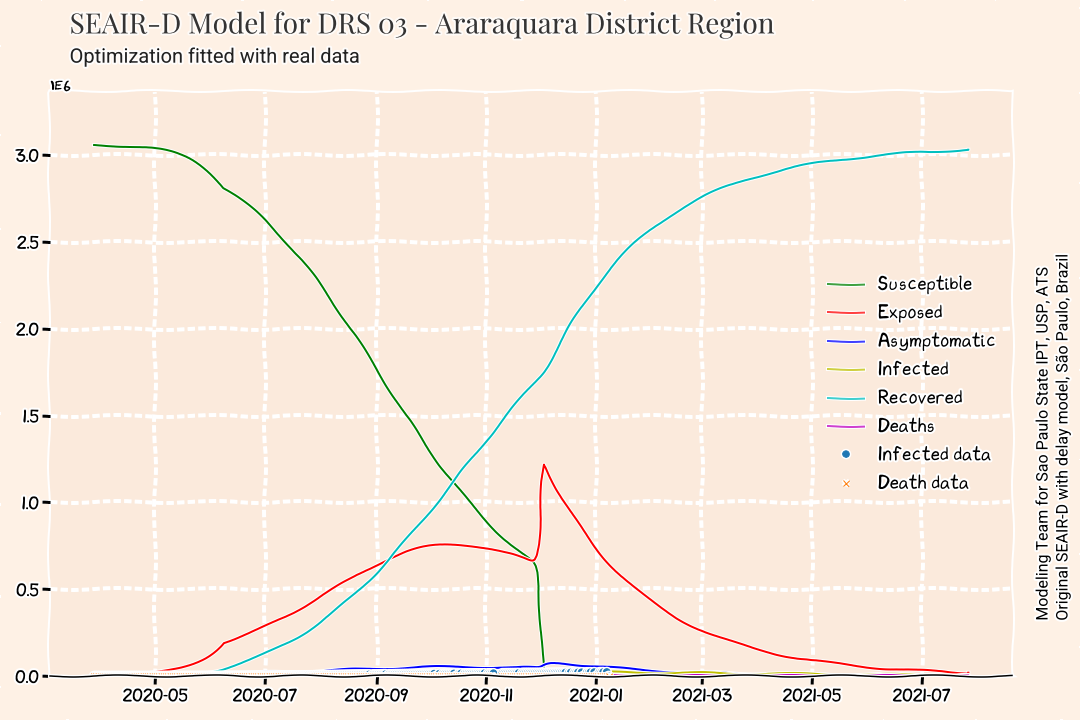 SEAIR-D Model for DRS 03 - Araraquara District Region
Optimization fitted with real data
1E6
3.0
2.5
2.0
1.5
1.0
0.5
0.0
2020-05
2020-07
2020-09
2020-11
2021-01
2021-03
2021-05
2021-07
Susceptible
Exposed
Asymptomatic
Infected
Recovered
Deaths
Infected data
Death data
Modeling Team for Sao Paulo State IPT, USP, ATS
Original SEAIR-D with delay model, São Paulo, Brazil